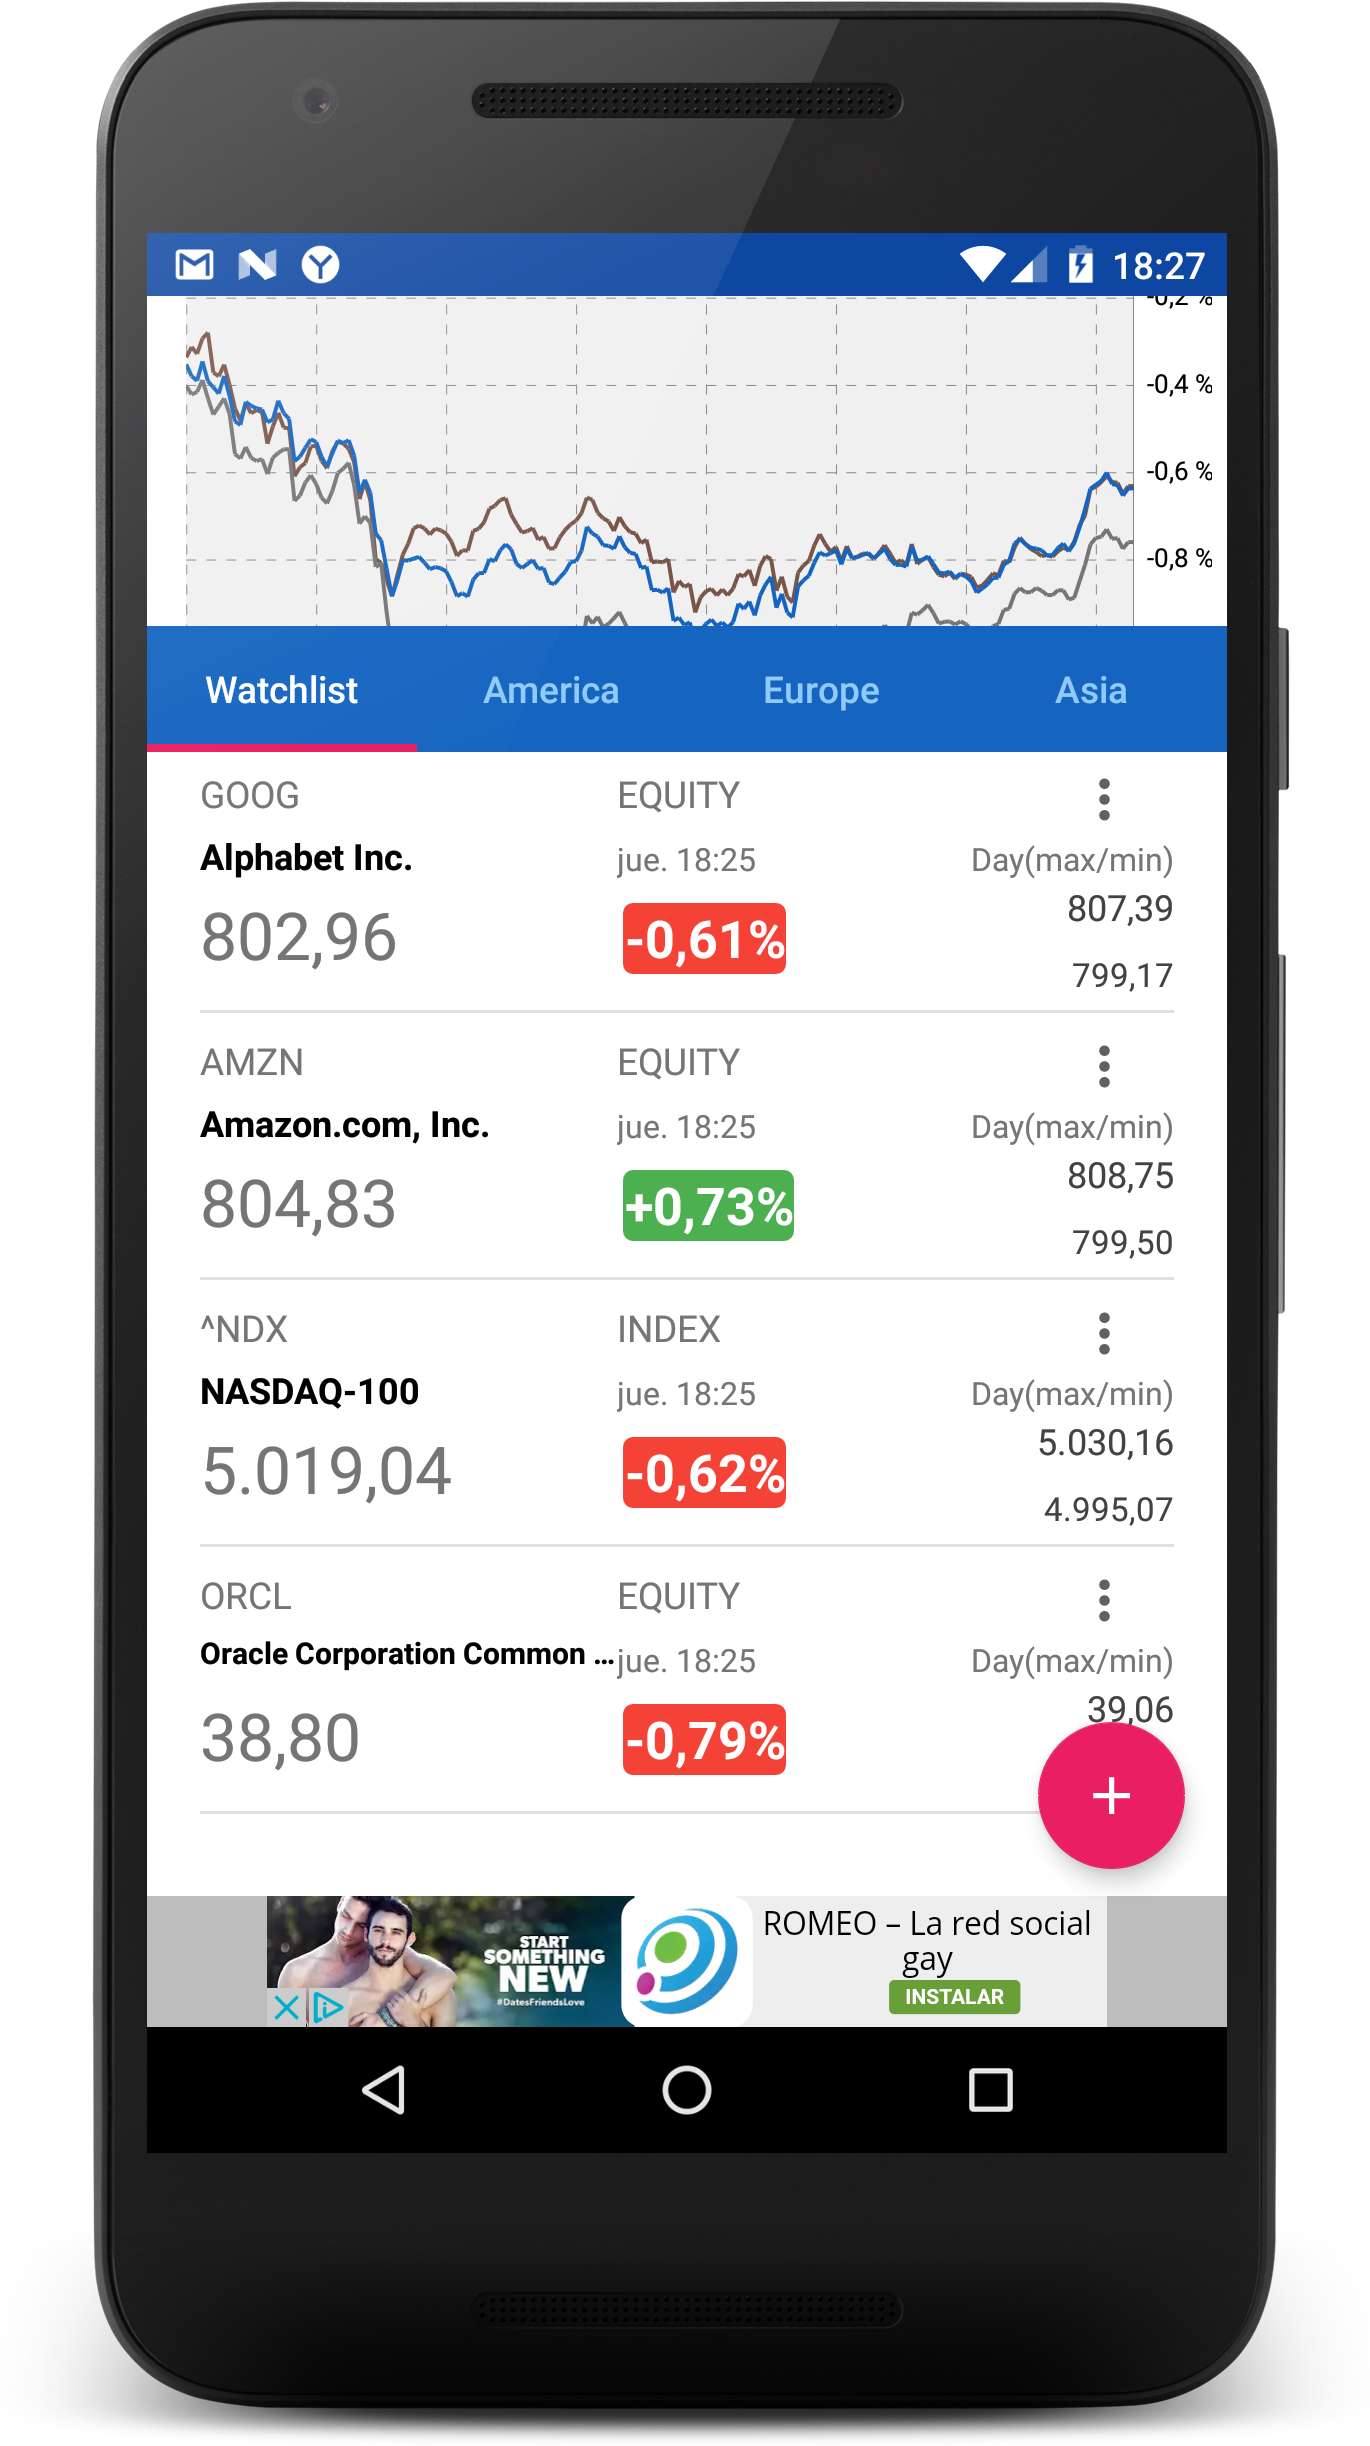 18:27
-0,2 %
-0,4 %
-0,6 %
-0,8 %
Watchlist America Europe Asia
GOOG EQUITY
Alphabet Inc. jue. 18:25 Day(max/min)
802,96 -0,61% 807,39
799,17
AMZN EQUITY
Amazon.com, Inc. jue. 18:25 Day(max/min)
804,83 +0,73% 808,75
799,50
^NDX INDEX
NASDAQ-100 jue. 18:25 Day(max/min)
5.019,04 -0,62% 5.030,16
4.995,07
ORCL EQUITY
Oracle Corporation Common ... jue. 18:25 Day(max/min)
38,80 -0,79% 39,06
+
START
SOMETHING
NEW
#DatesFriendsLove
ROMEO – La red social
gay
INSTALAR